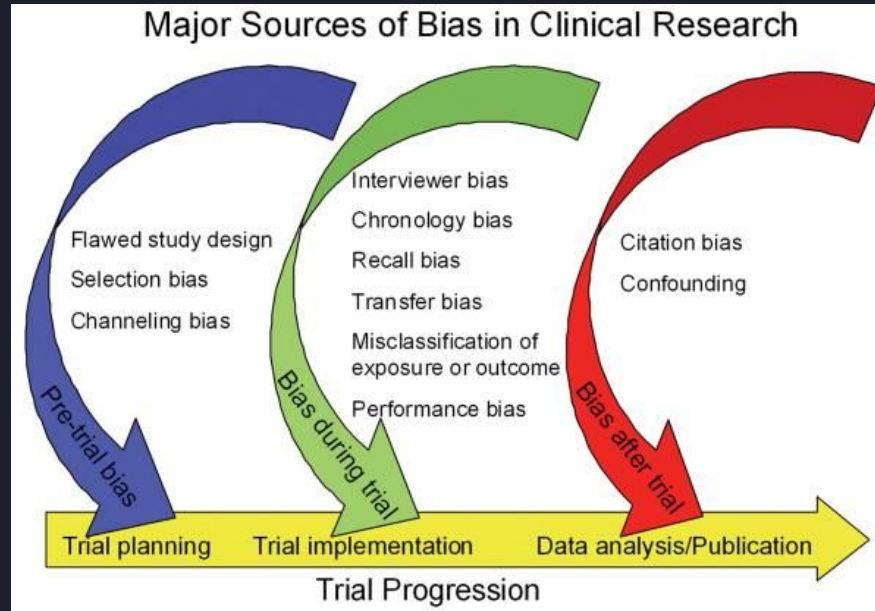 Major Sources of Bias in Clinical Research
Flawed study design
Selection bias
Channeling bias
Pre-trial bias
Interviewer bias
Chronology bias
Recall bias
Transfer bias
Misclassification of
exposure or outcome
Performance bias
Bias during trial
Citation bias
Confounding
Bias after trial
Trial planning
Trial implementation
Data analysis/Publication
Trial Progression